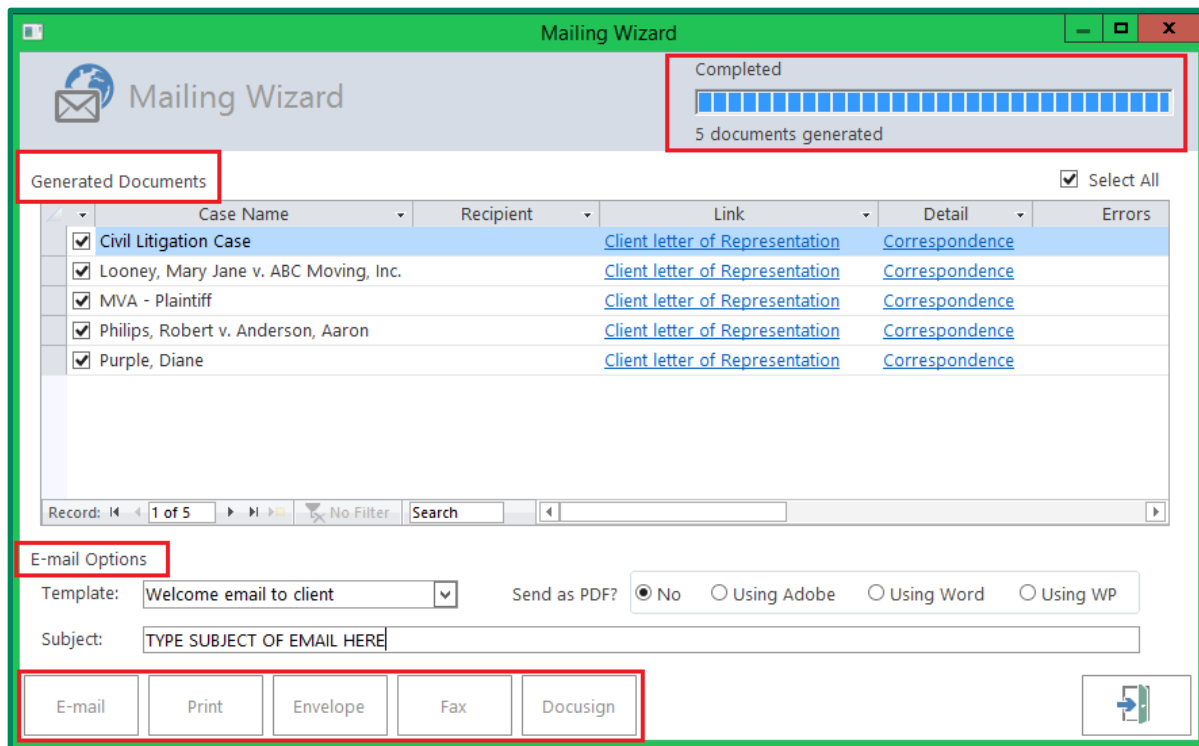 Mailing Wizard
x
Mailing Wizard
Completed
5 documents generated
Generated Documents
Select All
Case Name Recipient Link Detail Errors
Civil Litigation Case Client letter of Representation Correspondence
Looney, Mary Jane v. ABC Moving, Inc. Client letter of Representation Correspondence
MVA - Plaintiff Client letter of Representation Correspondence
Philips, Robert v. Anderson, Aaron Client letter of Representation Correspondence
Purple, Diane Client letter of Representation Correspondence
Record: 1 of 5 No Filter Search
E-mail Options
Template: Welcome email to client Send as PDF? No Using Adobe Using Word Using WP
Subject: TYPE SUBJECT OF EMAIL HERE
E-mail Print Envelope Fax Docusign